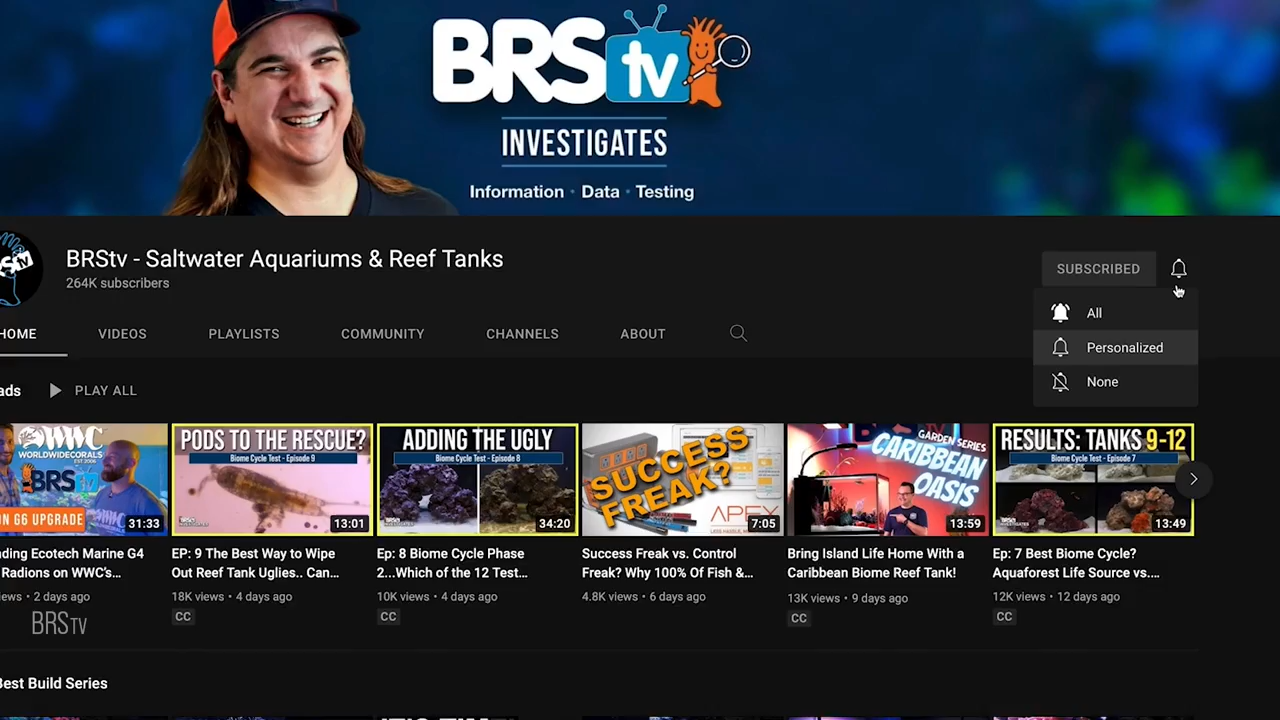 BRStv
INVESTIGATES
Information · Data · Testing
BRStv - Saltwater Aquariums & Reef Tanks
264K subscribers
SUBSCRIBED
All
Personalized
None
HOME VIDEOS PLAYLISTS COMMUNITY CHANNELS ABOUT
ads PLAY ALL
WWC
WORLDWIDECORALS
EST 2006
BRStv
ON G6 UPGRADE
31:33
PODS TO THE RESCUE?
Biome Cycle Test - Episode 9
13:01
ADDING THE UGLY
Biome Cycle Test - Episode 8
34:20
SUCCESS
FREAK?
APEX
7:05
GARDEN SERIES
CARIBBEAN
OASIS
13:59
RESULTS: TANKS 9-12
Biome Cycle Test - Episode 7
13:49
ding Ecotech Marine G4
Radions on WWC's...
iews • 2 days ago
EP: 9 The Best Way to Wipe
Out Reef Tank Uglies.. Can...
18K views • 4 days ago
CC
Ep: 8 Biome Cycle Phase
2...Which of the 12 Test...
10K views • 4 days ago
CC
Success Freak vs. Control
Freak? Why 100% Of Fish &...
4.8K views • 6 days ago
Bring Island Life Home With a
Caribbean Biome Reef Tank!
13K views • 9 days ago
CC
Ep: 7 Best Biome Cycle?
Aquaforest Life Source vs....
12K views • 12 days ago
CC
BRSTV
Best Build Series